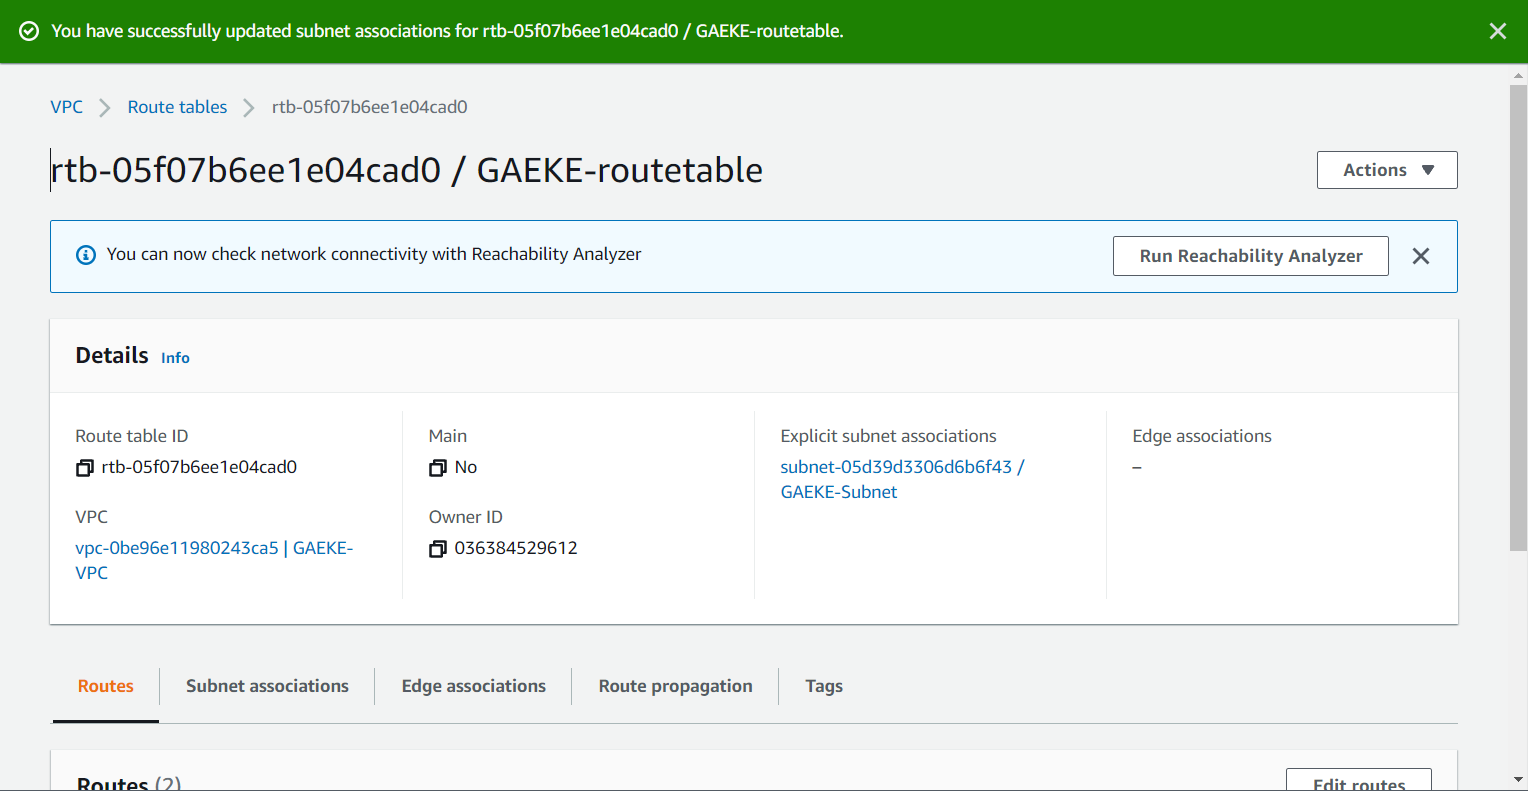 You have successfully updated subnet associations for rtb-05f07b6ee1e04cad0 / GAEKE-routetable.
VPC Route tables rtb-05f07b6ee1e04cad0
rtb-05f07b6ee1e04cad0 / GAEKE-routetable
Actions
You can now check network connectivity with Reachability Analyzer
Run Reachability Analyzer
Details Info
Route table ID
rtb-05f07b6ee1e04cad0
VPC
vpc-0be96e11980243ca5 | GAEKE-
VPC
Main
No
Owner ID
036384529612
Explicit subnet associations
subnet-05d39d3306d6b6f43 /
GAEKE-Subnet
Edge associations
–
Routes Subnet associations Edge associations Route propagation Tags
Routes (2)
Edit routes